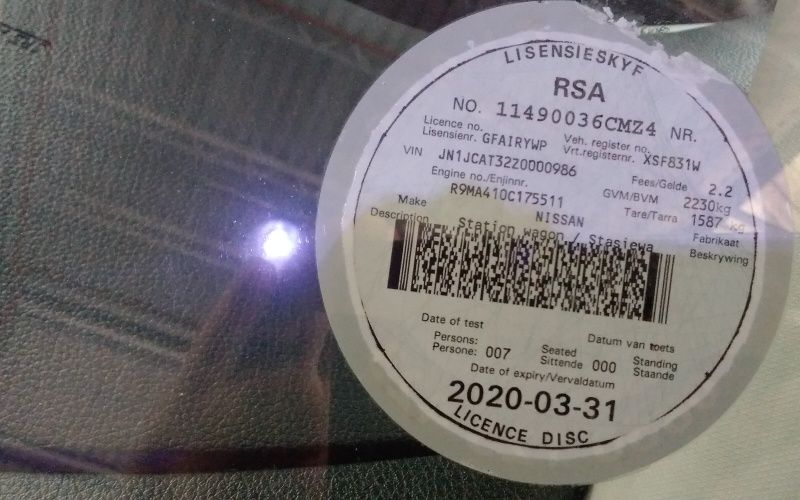 LISENSIESKYF
RSA
NO. 11490036CMZ4 NR.
Licence no. Veh. register no.
Lisensienr. GFAIRYWP Vrt.registernr. XSF831W
VIN JN1JCAT32Z0000986 Fees/Gelde 2.2
Engine no./Enjinnr. GVM/BVM 2230kg
R9MA410C175511 Tare/Tarra 1587 kg
Make NISSAN Fabrikaat
Description Station wagon / Stasiewa Beskrywing
Date of test Datum van toets
Persons: Seated Standing
Persone: 007 Sittende 000 Staande
Date of expiry/Vervaldatum
2020-03-31
LICENCE DISC